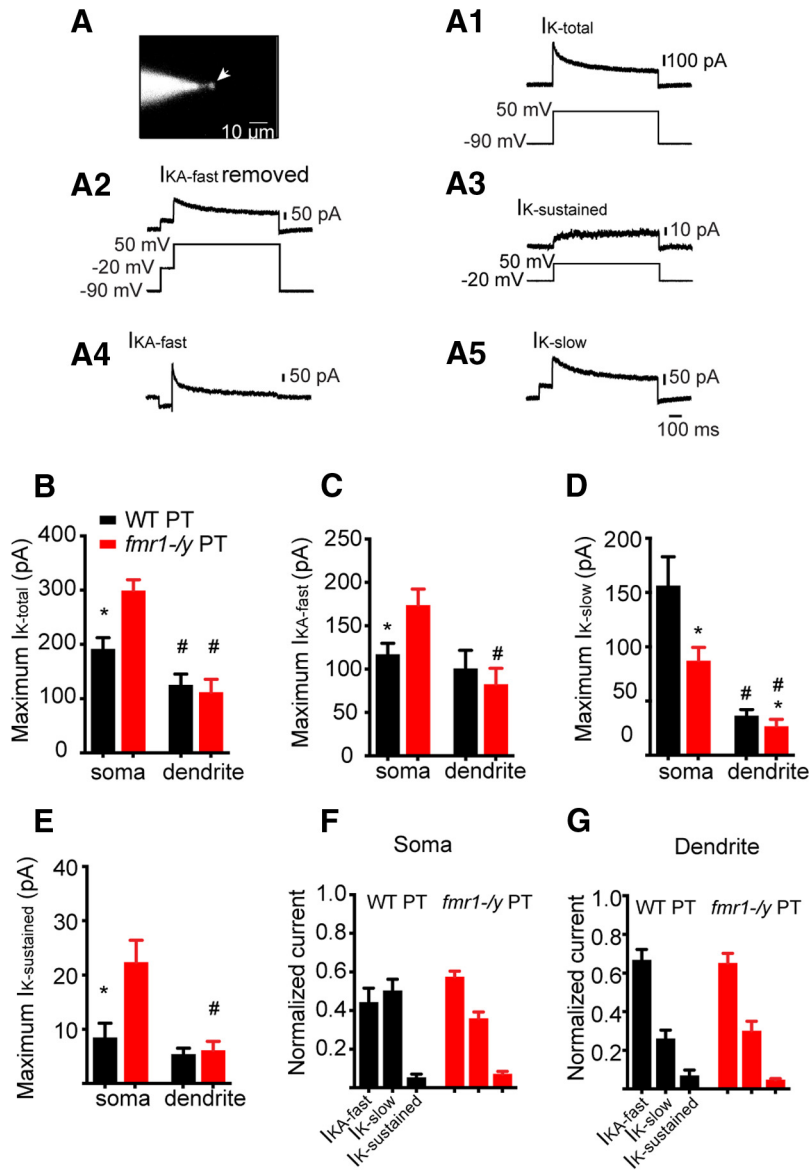 A
10 µm
A1
IK-total
100 pA
50 mV
-90 mV
A2
IKA-fast removed
50 pA
50 mV
-20 mV
-90 mV
A3
IK-sustained
10 pA
50 mV
-20 mV
A4
IKA-fast
50 pA
A5
IK-slow
50 pA
100 ms
B
WT PT
fmr1-/y PT
Maximum IK-total (pA)
400
300
200
100
0
*
#
#
soma
dendrite
C
Maximum IKA-fast (pA)
250
200
150
100
50
0
*
#
soma
dendrite
D
Maximum IK-slow (pA)
150
100
50
0
*
#
#
*
soma
dendrite
E
Maximum IK-sustained (pA)
40
30
20
10
*
#
soma
dendrite
F
Soma
Normalized current
1.0
0.8
0.6
0.4
0.2
WT PT
fmr1-/y PT
IKA-fast
IK-slow
IK-sustained
G
Dendrite
Normalized current
1.0
0.8
0.6
0.4
0.2
WT PT
fmr1-/y PT
IKA-fast
IK-slow
IK-sustained